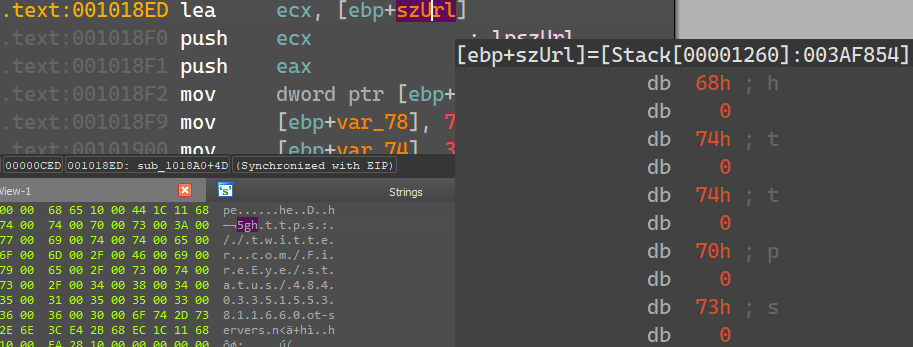 .text:001018ED lea ecx, [ebp+szUrl]
.text:001018F0 push ecx ; lpszUrl
.text:001018F1 push eax
.text:001018F2 mov dword ptr [ebp+
.text:001018F9 mov [ebp+var_78], 7
.text:00101900 mov [ebp+var_74], 3
00000CED 001018ED: sub_1018A0+4D (Synchronized with EIP)
View-1 's' Strings
00 00 68 65 10 00 44 1C 11 68 pe......he..D..h
74 00 74 00 70 00 73 00 3A 00 5gh.t.t.p.s.:.
77 00 69 00 74 00 74 00 65 00 /./.t.w.i.t.t.e.
6F 00 6D 00 2F 00 46 00 69 00 r...c.o.m./.F.i.
79 00 65 00 2F 00 73 00 74 00 r.e.E.y.e./.s.t.
2F 00 34 00 38 00 34 00 a.t.u.s./.4.8.4.
35 00 31 00 35 00 35 00 33 00 0.3.3.5.1.5.5.3.
36 00 36 00 30 00 6F 74 2D 73 8.1.1.6.6.0.ot-s
2E 6E 3C E4 2B 68 EC 1C 11 68 ervers.n<ä+hì..h
[ebp+szUrl]=[Stack[00001260]:003AF854]
db 68h ; h
db 0
db 74h ; t
db 0
db 74h ; t
db 0
db 70h ; p
db 0
db 73h ; s
db 0